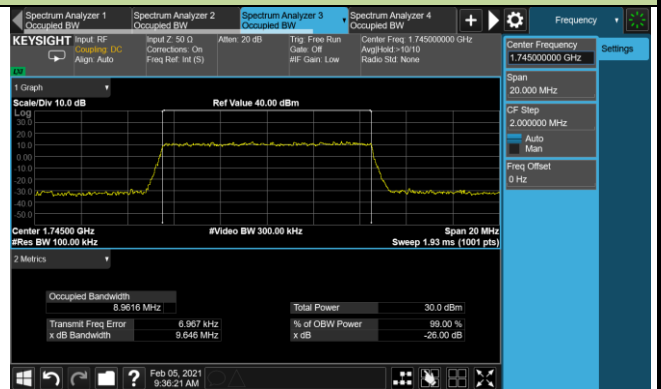 Spectrum Analyzer 1
Occupied BW
Spectrum Analyzer 2
Occupied BW
Spectrum Analyzer 3
Occupied BW
Spectrum Analyzer 4
Occupied BW
Frequency
KEYSIGHT
Input: RF
Coupling: DC
Align: Auto
Input Z: 50 Ω
Corrections: On
Freq Ref: Int (S)
Atten: 20 dB
Trig: Free Run
Gate: Off
#IF Gain: Low
Center Freq: 1.745000000 GHz
Avg|Hold:>10/10
Radio Std: None
Center Frequency
1.745000000 GHz
Settings
Span
20.000 MHz
CF Step
2.000000 MHz
Auto
Man
Freq Offset
0 Hz
1 Graph
Scale/Div 10.0 dB
Ref Value 40.00 dBm
Log
30.0
20.0
10.0
0.00
-10.0
-20.0
-30.0
-40.0
-50.0
Center 1.74500 GHz
#Video BW 300.00 kHz
Span 20 MHz
#Res BW 100.00 kHz
Sweep 1.93 ms (1001 pts)
2 Metrics
Occupied Bandwidth
8.9616 MHz
Total Power 30.0 dBm
Transmit Freq Error 6.967 kHz
% of OBW Power 99.00 %
x dB Bandwidth 9.646 MHz
x dB -26.00 dB
Feb 05, 2021
9:36:21 AM